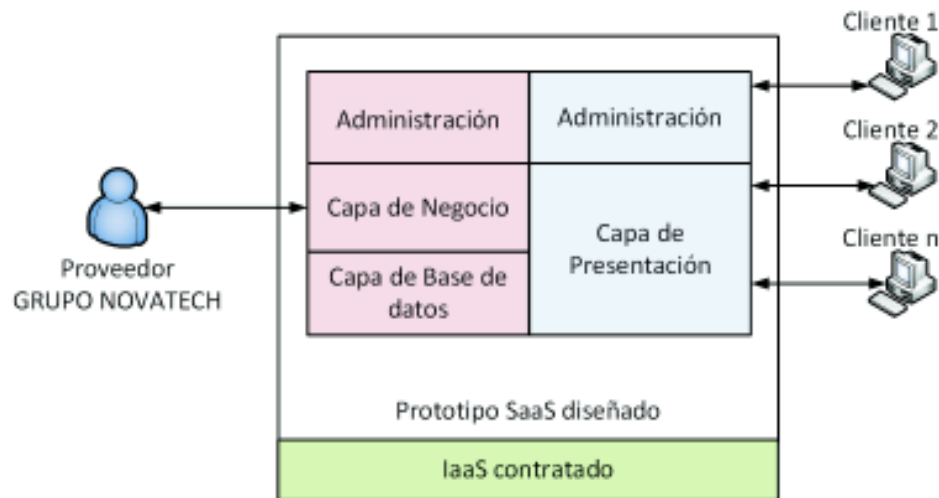 Cliente 1
Administración
Administración
Cliente 2
Capa de Negocio
Capa de
Presentación
Cliente n
Proveedor
GRUPO NOVATECH
Capa de Base de
datos
Prototipo SaaS diseñado
IaaS contratado